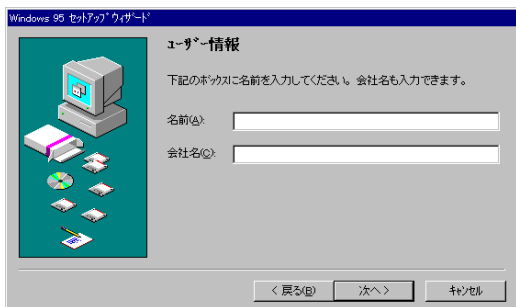 Windows 95 ｾｯﾄｱｯﾌﾟ ｳｨｻﾞｰﾄﾞ
ﾕｰｻﾞｰ情報
下記のﾎﾞｯｸｽに名前を入力してください。会社名も入力できます。
名前(A):
会社名(C):
< 戻る(B)
次へ >
ｷｬﾝｾﾙ